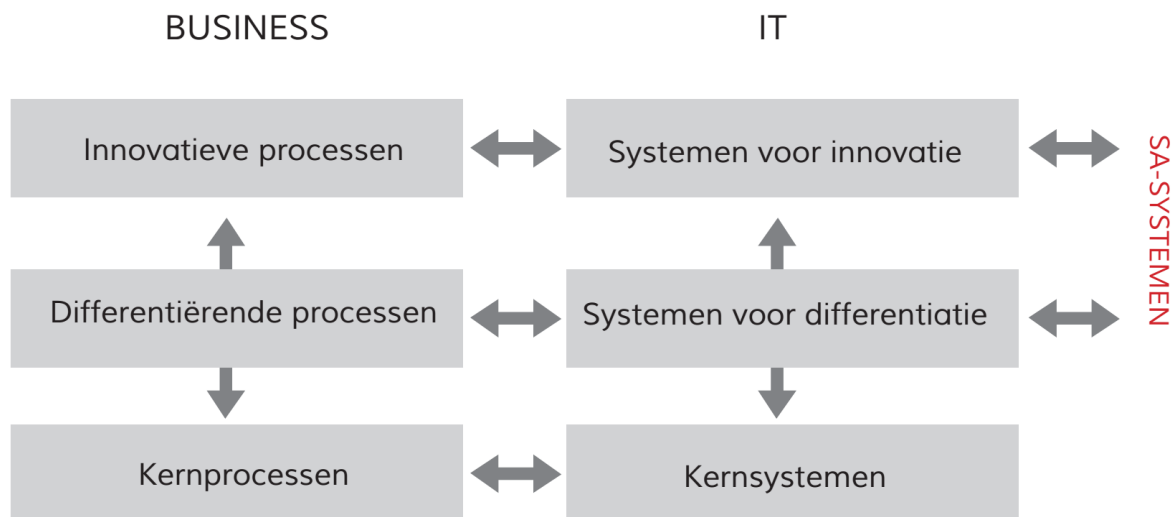 BUSINESS
IT
Innovatieve processen
Systemen voor innovatie
SA-SYSTEMEN
Differentiërende processen
Systemen voor differentiatie
Kernprocessen
Kernsystemen